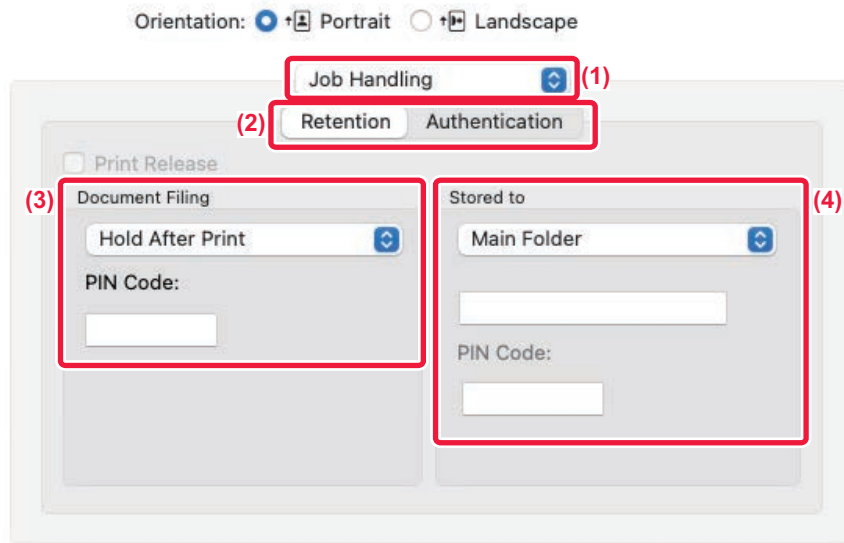 Orientation: Portrait Landscape
Job Handling (1)
(2) Retention Authentication
Print Release
(3) Document Filing
Hold After Print
PIN Code:
Stored to (4)
Main Folder
PIN Code: